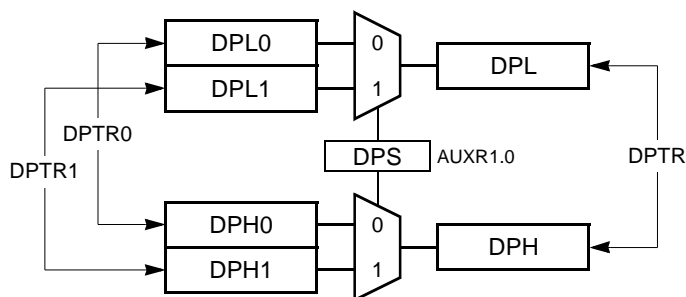 DPL0
0
DPL
DPL1
1
DPTR0
DPS
AUXR1.0
DPTR
DPTR1
DPH0
0
DPH
DPH1
1